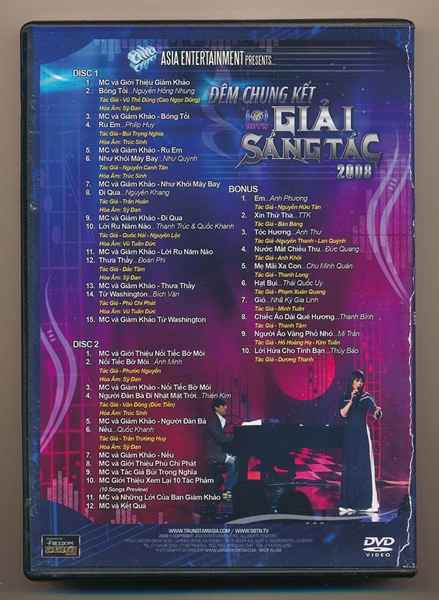 Asia
ASIA ENTERTAINMENT PRESENTS...
ĐÊM CHUNG KẾT
SBTN
GIẢI
SÁNG TÁC
2008
DISC 1
1. MC và Giới Thiệu Giám Khảo
2. Bóng Tối...Nguyễn Hồng Nhung
Tác Giả - Vũ Thế Dũng (Cao Ngọc Dũng)
Hòa Âm: Sỹ Đan
3. MC và Giám Khảo - Bóng Tối
4. Ru Em...Philip Huy
Tác Giả - Bùi Trọng Nghĩa
Hòa Âm: Trúc Sinh
5. MC và Giám Khảo - Ru Em
6. Như Khói Mây Bay...Như Quỳnh
Tác Giả - Nguyễn Canh Tân
Hòa Âm: Trúc Sinh
7. MC và Giám Khảo - Như Khói Mây Bay
8. Đi Qua...Nguyên Khang
Tác Giả - Trần Huân
Hòa Âm: Sỹ Đan
9. MC và Giám Khảo - Đi Qua
10. Lời Ru Năm Nào...Thanh Trúc & Quốc Khanh
Tác Giả - Quốc Hải - Nguyên Lộc
Hòa Âm: Vũ Tuấn Đức
11. MC và Giám Khảo - Lời Ru Năm Nào
12. Thưa Thầy...Đoàn Phi
Tác Giả - Đắc Tâm
Hòa Âm: Sỹ Đan
13. MC và Giám Khảo - Thưa Thầy
14. Từ Washington...Bích Vân
Tác Giả - Phú Chi Phát
Hòa Âm: Vũ Tuấn Đức
15. MC và Giám Khảo Từ Washington
DISC 2
1. MC và Giới Thiệu Nối Tiếc Bờ Môi
2. Nối Tiếc Bờ Môi...Ánh Minh
Tác Giả - Phước Nguyễn
Hòa Âm: Sỹ Đan
3. MC và Giám Khảo - Nối Tiếc Bờ Môi
4. Người Đàn Bà Đi Nhặt Mặt Trời...Thiên Kim
Tác Giả - Văn Dòng (Đức Tiên)
Hòa Âm: Trúc Sinh
5. MC và Giám Khảo - Người Đàn Bà
6. Nếu...Quốc Khanh
Tác Giả - Trần Trường Huy
Hòa Âm: Sỹ Đan
7. MC và Giám Khảo - Nếu
8. MC và Giới Thiệu Phú Chi Phát
9. MC và Tác Giả Bùi Trọng Nghĩa
10. MC Giới Thiệu Xem Lại 10 Tác Phẩm
(10 Songs Preview)
11. MC và Những Lời Của Ban Giám Khảo
12. MC và Kết Quả
BONUS
1. Em...Anh Phương
Tác Giả - Nguyễn Hữu Tân
2. Xin Thứ Tha...TTK
Tác Giả - Bảo Bàng
3. Tóc Hương...Anh Thư
Tác Giả -Nguyên Thanh - Lan Quỳnh
4. Nước Mắt Chiều Thu...Đức Quang
Tác Giả - Anh Khôi
5. Mẹ Mãi Xa Con...Chu Minh Quân
Tác Giả - Thanh Long
6. Hạt Bụi...Thái Quốc Uy
Tác Giả - Phạm Xuân Quang
7. Gió...Nhã Ký Gia Linh
Tác Giả - Minh Tuấn
8. Chiếc Áo Dài Quê Hương...Thanh Bình
Tác Giả - Thanh Tâm
9. Người Áo Vàng Phố Nhỏ...Mi Trần
Tác Giả - Hồ Hoàng Hạ - Kim Tuấn
10. Lời Hứa Cho Tình Bạn...Thủy Bảo
Tác Giả - Dương Thanh
WWW.TRUNGTAMASIA.COM / WWW.SBTN.TV
FREEDOM
DVD
VIDEO